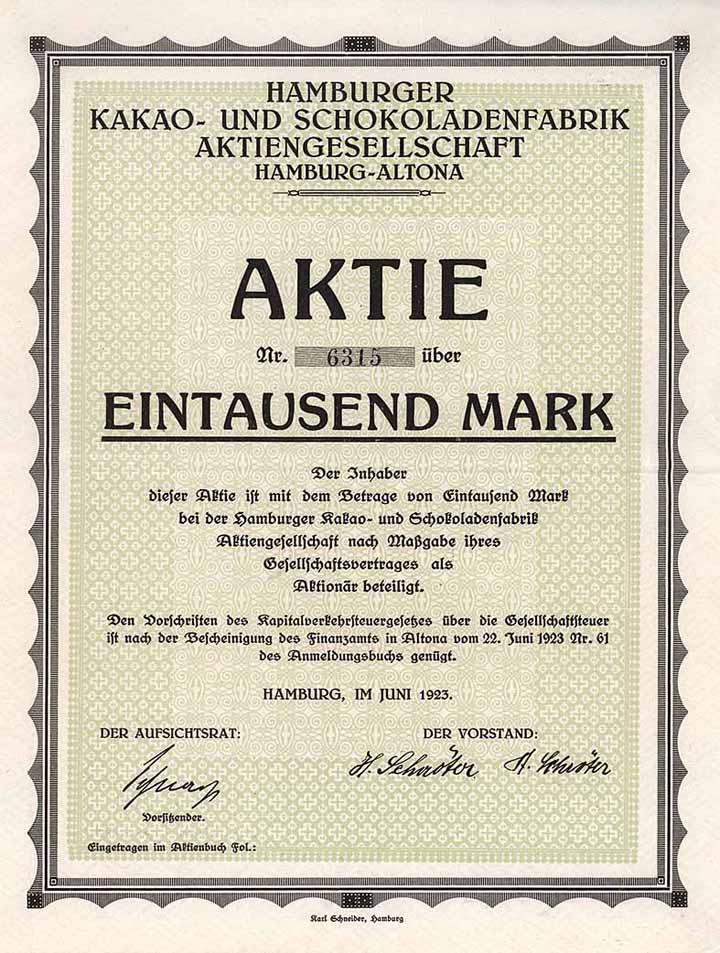 HAMBURGER
KAKAO- UND SCHOKOLADENFABRIK
AKTIENGESELLSCHAFT
HAMBURG-ALTONA
AKTIE
Nr. 6315 über
EINTAUSEND MARK
Der Inhaber
dieser Aktie ist mit dem Betrage von Eintausend Mark
bei der Hamburger Kakao- und Schokoladenfabrik
Aktiengesellschaft nach Maßgabe ihres
Gesellschaftsvertrages als
Aktionär beteiligt.
Den Vorschriften des Kapitalverkehrsteuergesetzes über die Gesellschaftsteuer
ist nach der Bescheinigung des Finanzamts in Altona vom 22. Juni 1923 Nr. 61
des Anmeldungsbuchs genügt.
HAMBURG, IM JUNI 1923.
DER AUFSICHTSRAT: DER VORSTAND:
H. Schröter A. Schröter
Vorsitzender.
Eingetragen im Aktienbuch Fol.:
Karl Schneider, Hamburg